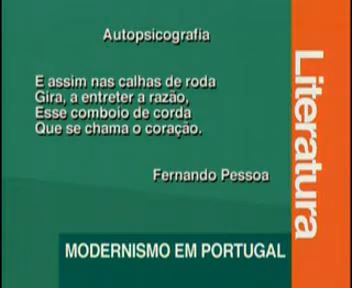 Autopsicografia
E assim nas calhas de roda
Gira, a entreter a razão,
Esse comboio de corda
Que se chama o coração.
Fernando Pessoa
Literatura
MODERNISMO EM PORTUGAL